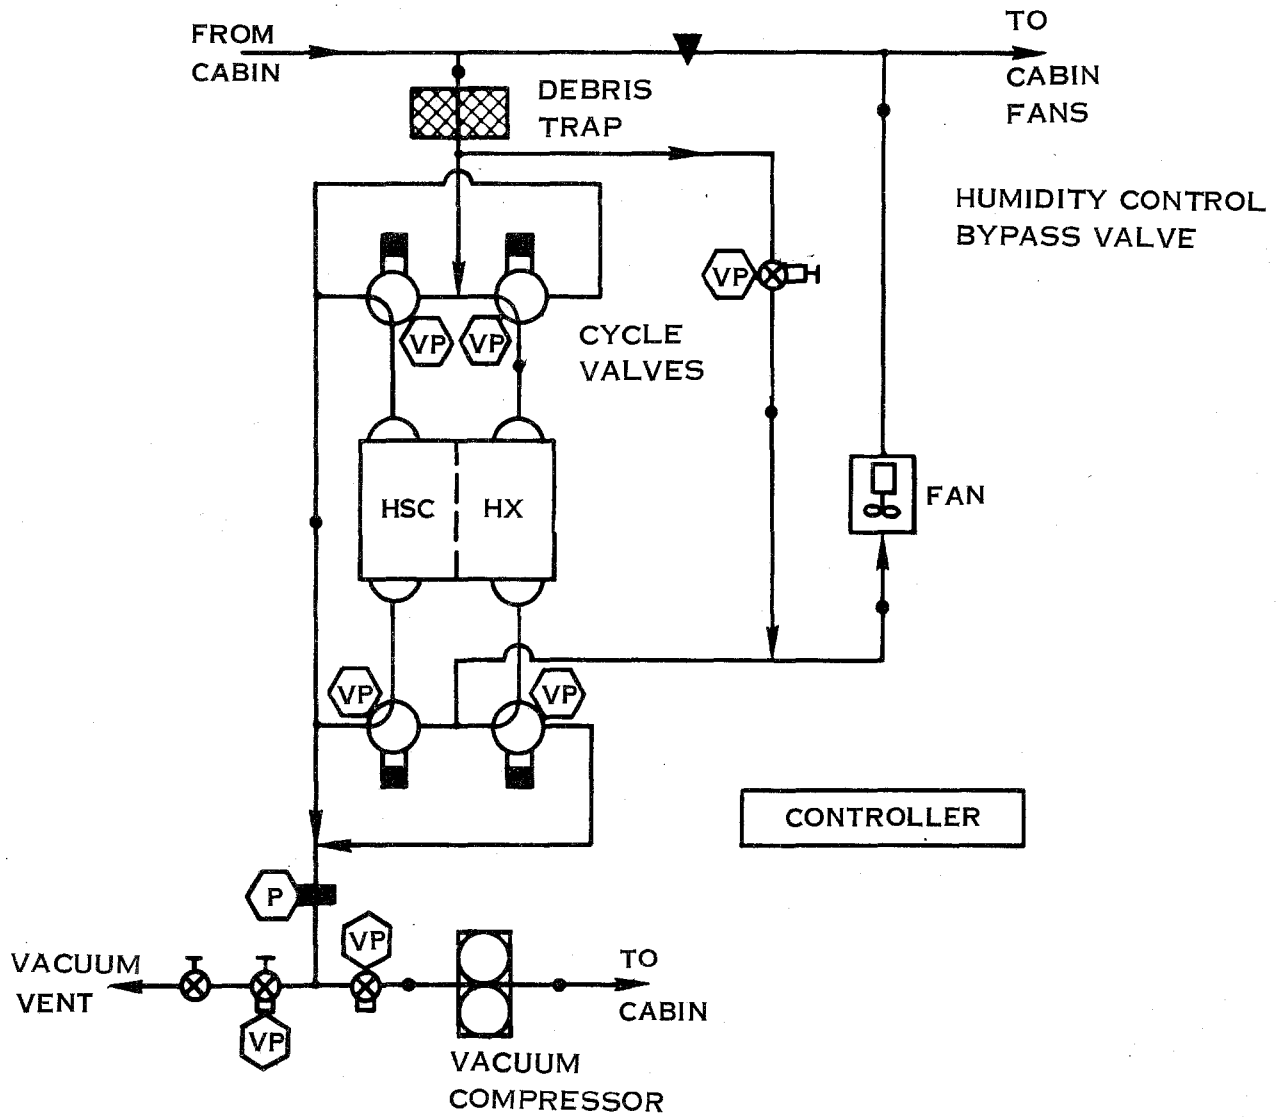 FROM
CABIN
TO
CABIN
FANS
DEBRIS
TRAP
HUMIDITY CONTROL
BYPASS VALVE
VP
VP
VP
CYCLE
VALVES
HSC
HX
FAN
VP
VP
CONTROLLER
P
VP
VACUUM
VENT
VP
TO
CABIN
VACUUM
COMPRESSOR